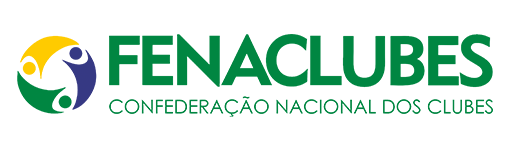 FENACLUBES
CONFEDERAÇÃO NACIONAL DOS CLUBES